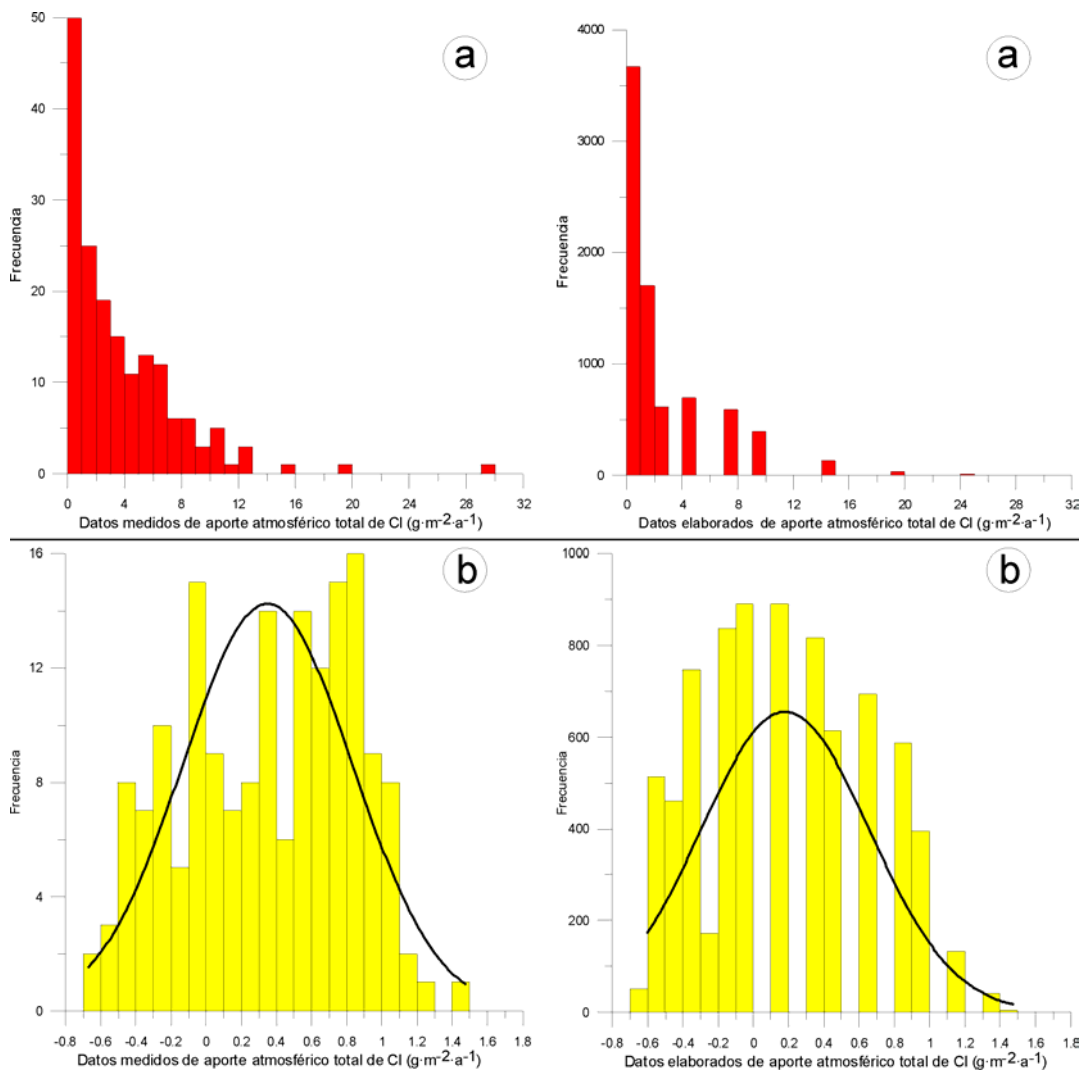 a
50
40
30
20
10
0
Frecuencia
0 4 8 12 16 20 24 28 32
Datos medidos de aporte atmosférico total de Cl (g·m-2·a-1)
a
4000
3000
2000
1000
0
Frecuencia
0 4 8 12 16 20 24 28 32
Datos elaborados de aporte atmosférico total de Cl (g·m-2·a-1)
b
16
12
8
4
0
Frecuencia
-0.8 -0.6 -0.4 -0.2 0 0.2 0.4 0.6 0.8 1 1.2 1.4 1.6 1.8
Datos medidos de aporte atmosférico total de Cl (g·m-2·a-1)
b
1000
800
600
400
200
0
Frecuencia
-0.8 -0.6 -0.4 -0.2 0 0.2 0.4 0.6 0.8 1 1.2 1.4 1.6 1.8
Datos elaborados de aporte atmosférico total de Cl (g·m-2·a-1)